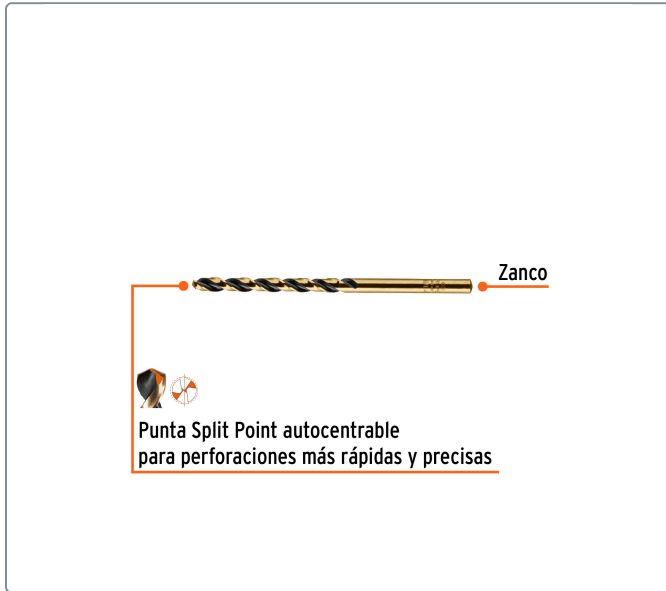 Zanco
Punta Split Point autocentrable
para perforaciones más rápidas y precisas